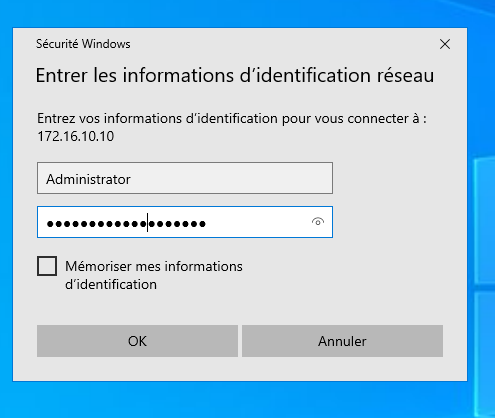 Sécurité Windows
Entrer les informations d’identification réseau
Entrez vos informations d’identification pour vous connecter à :
172.16.10.10
Administrator
●●●●●●●●●●●●●●●●●●●
Mémoriser mes informations
d’identification
OK
Annuler